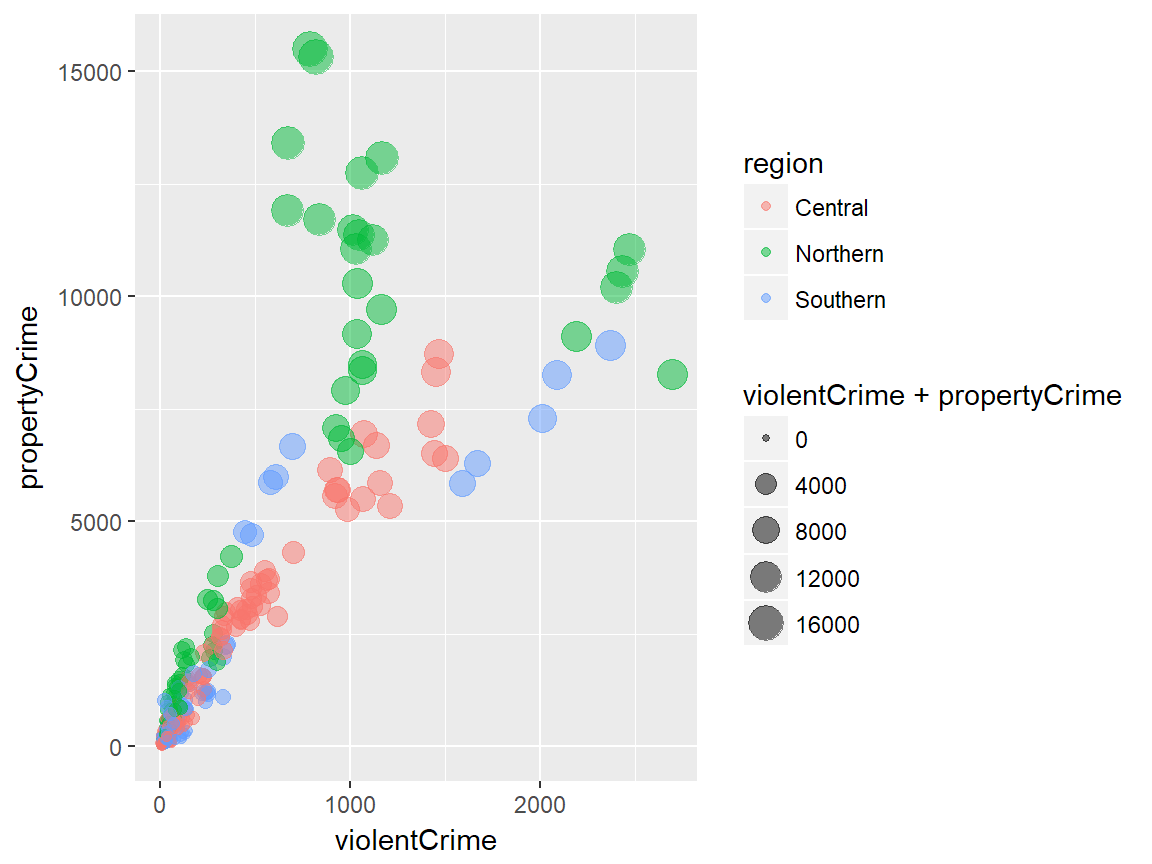 15000
10000
5000
0
propertyCrime
0 1000 2000
violentCrime
region
Central
Northern
Southern
violentCrime + propertyCrime
0
4000
8000
12000
16000